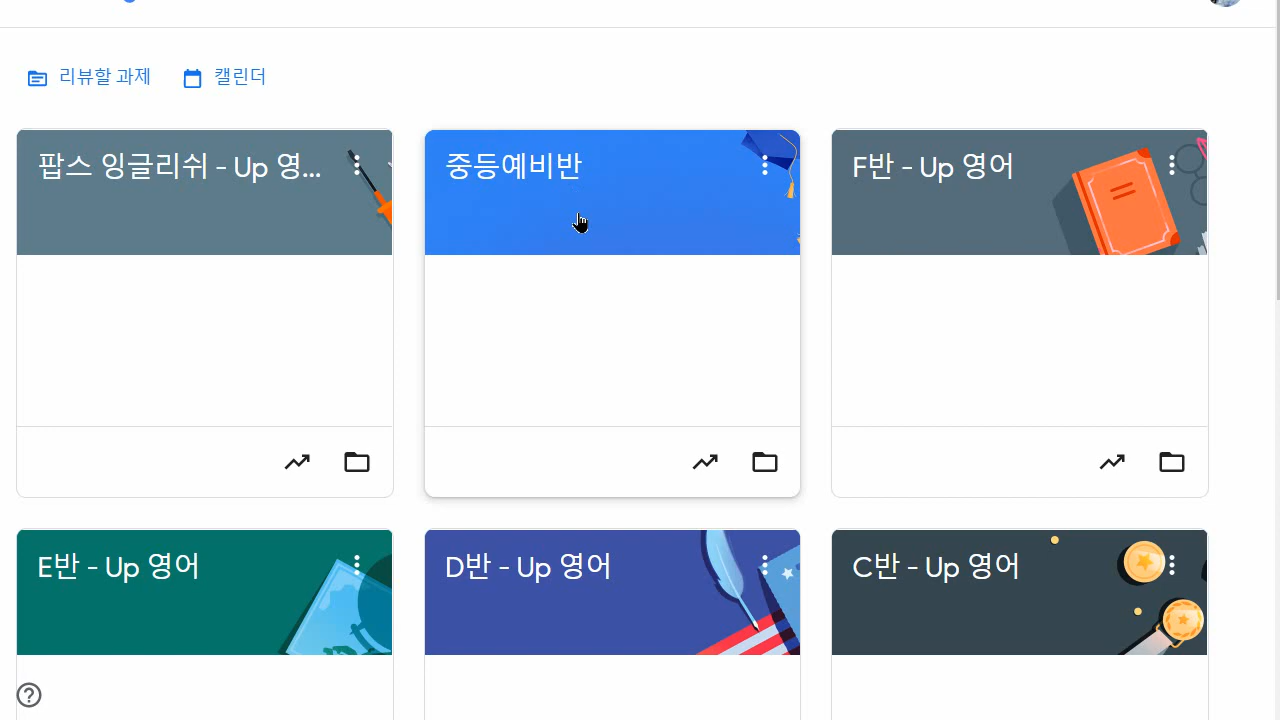 리뷰할 과제
캘린더
팝스 잉글리쉬 - Up 영...
중등예비반
F반 - Up 영어
E반 - Up 영어
D반 - Up 영어
C반 - Up 영어